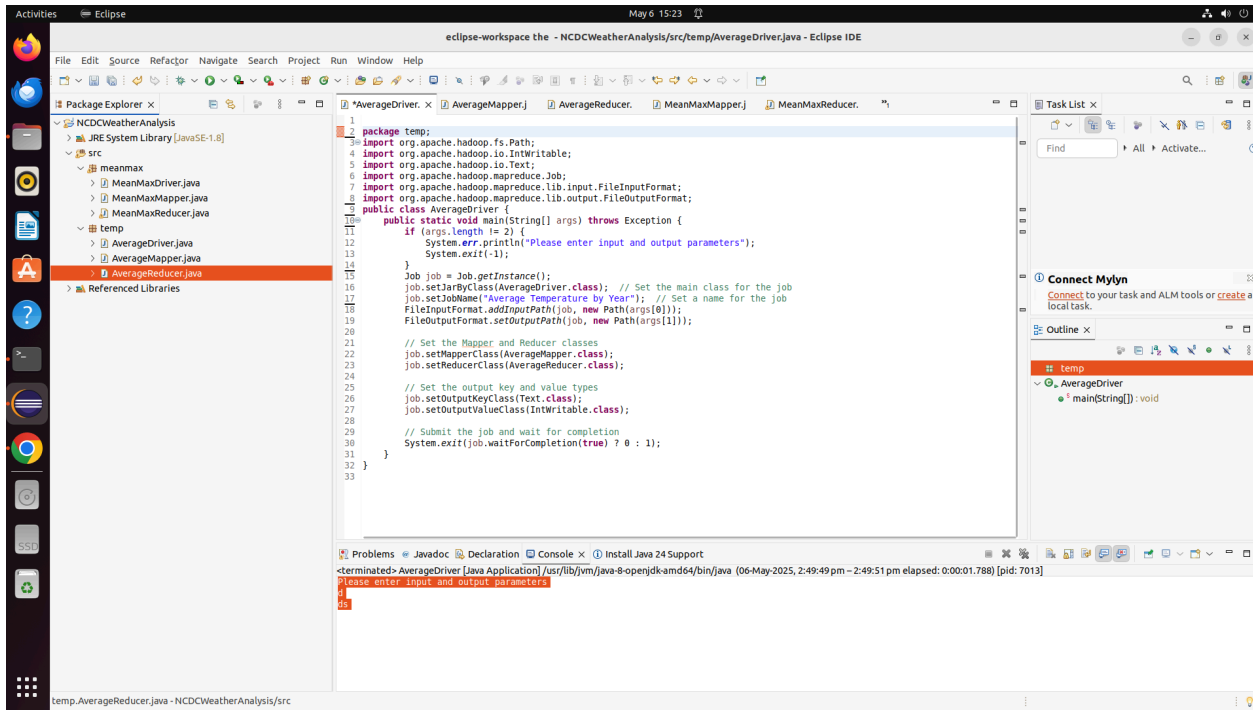 Activities
Eclipse
May 6 15:23
eclipse-workspace the - NCDCWeatherAnalysis/src/temp/AverageDriver.java - Eclipse IDE
File Edit Source Refactor Navigate Search Project Run Window Help
Package Explorer
NCDCWeatherAnalysis
JRE System Library [JavaSE-1.8]
src
meanmax
MeanMaxDriver.java
MeanMaxMapper.java
MeanMaxReducer.java
temp
AverageDriver.java
AverageMapper.java
AverageReducer.java
Referenced Libraries
*AverageDriver. AverageMapper.j AverageReducer. MeanMaxMapper.j MeanMaxReducer. »1
1
2 package temp;
3 import org.apache.hadoop.fs.Path;
4 import org.apache.hadoop.io.IntWritable;
5 import org.apache.hadoop.io.Text;
6 import org.apache.hadoop.mapreduce.Job;
7 import org.apache.hadoop.mapreduce.lib.input.FileInputFormat;
8 import org.apache.hadoop.mapreduce.lib.output.FileOutputFormat;
9 public class AverageDriver {
10 public static void main(String[] args) throws Exception {
11 if (args.length != 2) {
12 System.err.println("Please enter input and output parameters");
13 System.exit(-1);
14 }
15 Job job = Job.getInstance();
16 job.setJarByClass(AverageDriver.class); // Set the main class for the job
17 job.setJobName("Average Temperature by Year"); // Set a name for the job
18 FileInputFormat.addInputPath(job, new Path(args[0]));
19 FileOutputFormat.setOutputPath(job, new Path(args[1]));
20
21 // Set the Mapper and Reducer classes
22 job.setMapperClass(AverageMapper.class);
23 job.setReducerClass(AverageReducer.class);
24
25 // Set the output key and value types
26 job.setOutputKeyClass(Text.class);
27 job.setOutputValueClass(IntWritable.class);
28
29 // Submit the job and wait for completion
30 System.exit(job.waitForCompletion(true) ? 0 : 1);
31 }
32 }
33
Task List
Find All Activate...
Connect Mylyn
Connect to your task and ALM tools or create a
local task.
Outline
temp
AverageDriver
main(String[]) : void
Problems Javadoc Declaration Console Install Java 24 Support
<terminated> AverageDriver [Java Application] /usr/lib/jvm/java-8-openjdk-amd64/bin/java (06-May-2025, 2:49:49 pm – 2:49:51 pm elapsed: 0:00:01.788) [pid: 7013]
Please enter input and output parameters
d
ds
SSD
temp.AverageReducer.java - NCDCWeatherAnalysis/src